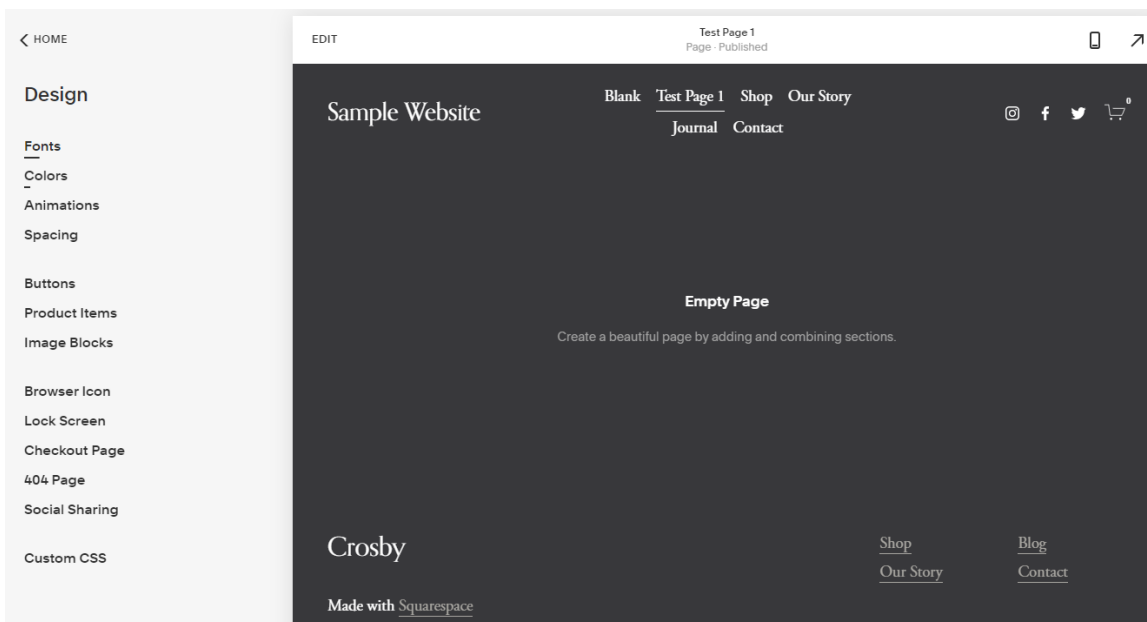 HOME
Design
Fonts
Colors
Animations
Spacing
Buttons
Product Items
Image Blocks
Browser Icon
Lock Screen
Checkout Page
404 Page
Social Sharing
Custom CSS
EDIT
Test Page 1
Page · Published
Sample Website
Blank Test Page 1 Shop Our Story
Journal Contact
0
Empty Page
Create a beautiful page by adding and combining sections.
Crosby
Made with Squarespace
Shop Blog
Our Story Contact